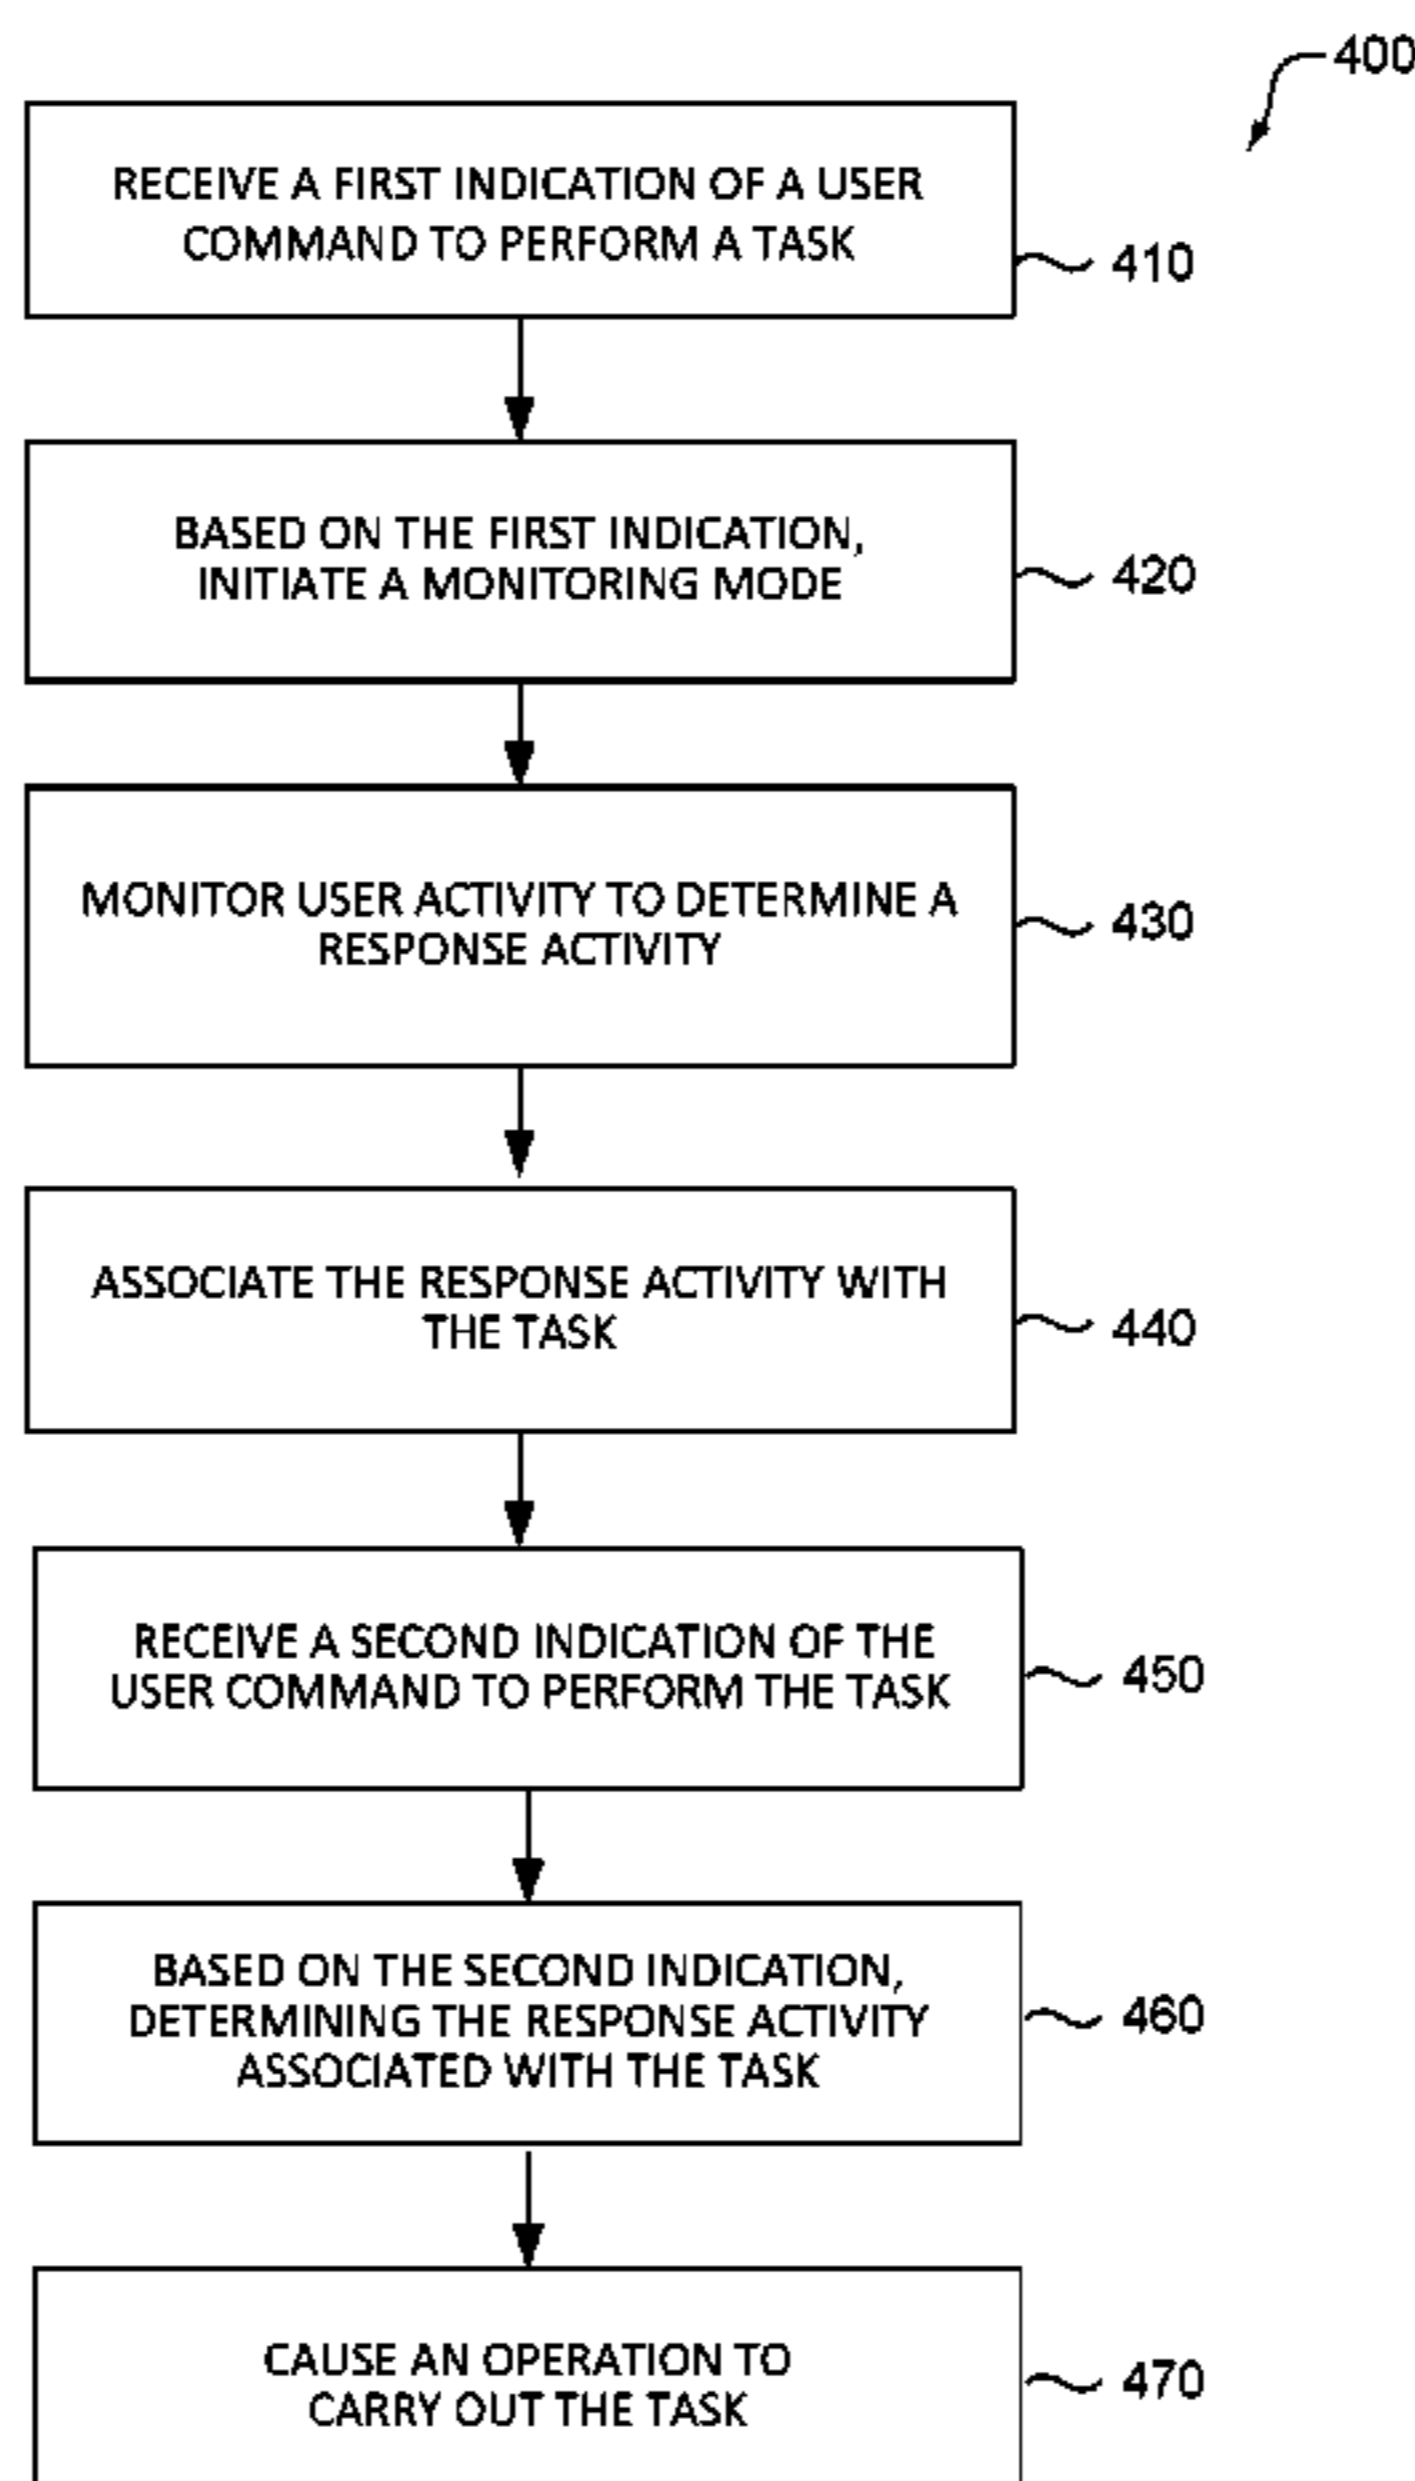 400
RECEIVE A FIRST INDICATION OF A USER
COMMAND TO PERFORM A TASK
410
BASED ON THE FIRST INDICATION,
INITIATE A MONITORING MODE
420
MONITOR USER ACTIVITY TO DETERMINE A
RESPONSE ACTIVITY
430
ASSOCIATE THE RESPONSE ACTIVITY WITH
THE TASK
440
RECEIVE A SECOND INDICATION OF THE
USER COMMAND TO PERFORM THE TASK
450
BASED ON THE SECOND INDICATION,
DETERMINING THE RESPONSE ACTIVITY
ASSOCIATED WITH THE TASK
460
CAUSE AN OPERATION TO
CARRY OUT THE TASK
470